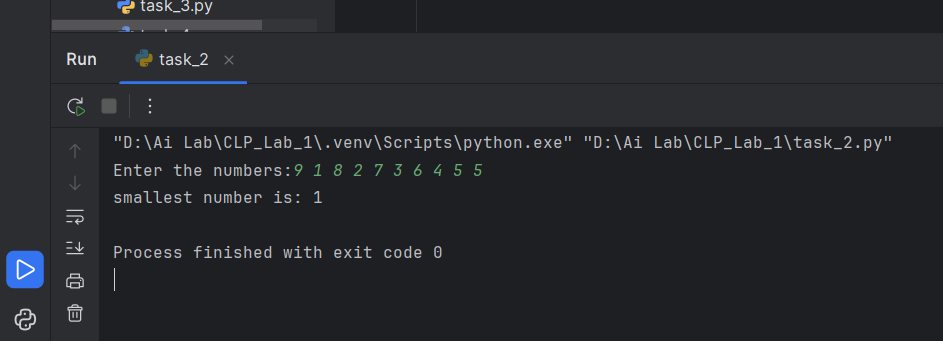 task_3.py
Run task_2
"D:\Ai Lab\CLP_Lab_1\.venv\Scripts\python.exe" "D:\Ai Lab\CLP_Lab_1\task_2.py"
Enter the numbers:9 1 8 2 7 3 6 4 5 5
smallest number is: 1
Process finished with exit code 0